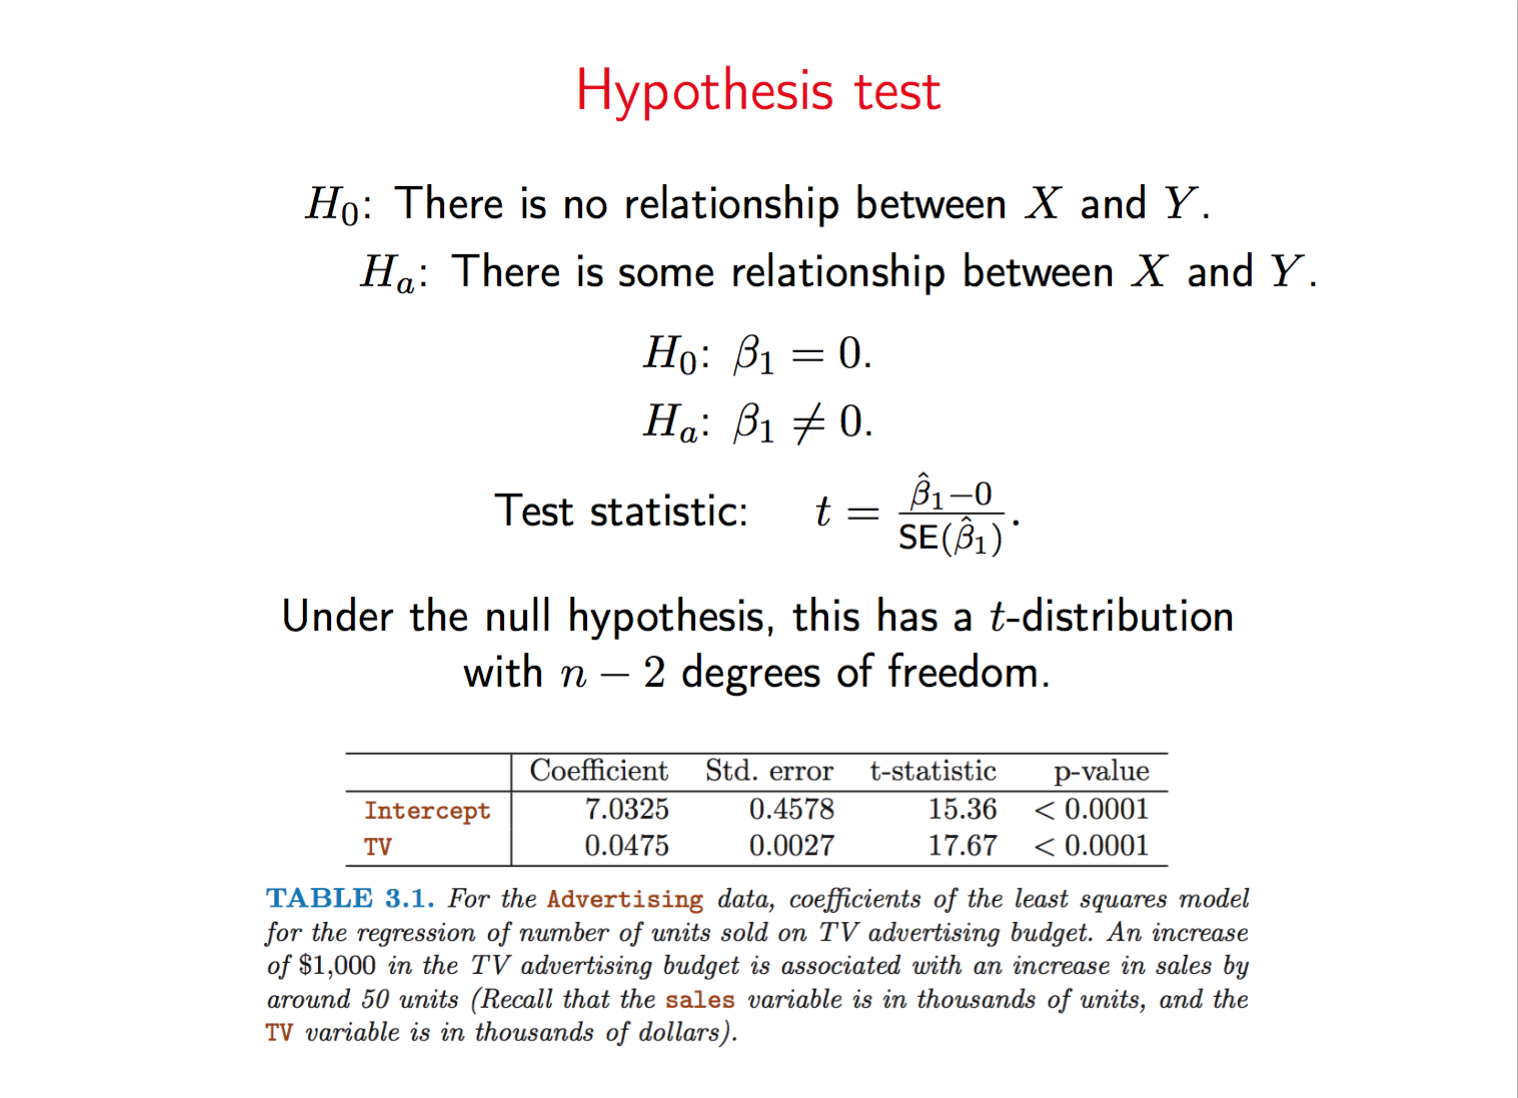 Hypothesis test
H₀: There is no relationship between X and Y.
Hₐ: There is some relationship between X and Y.
H₀: β₁ = 0.
Hₐ: β₁ ≠ 0.
Test statistic: t = (β̂₁−0)/SE(β̂₁).
Under the null hypothesis, this has a t-distribution
with n − 2 degrees of freedom.
Coefficient Std. error t-statistic p-value
Intercept 7.0325 0.4578 15.36 < 0.0001
TV 0.0475 0.0027 17.67 < 0.0001
TABLE 3.1. For the Advertising data, coefficients of the least squares model
for the regression of number of units sold on TV advertising budget. An increase
of $1,000 in the TV advertising budget is associated with an increase in sales by
around 50 units (Recall that the sales variable is in thousands of units, and the
TV variable is in thousands of dollars).